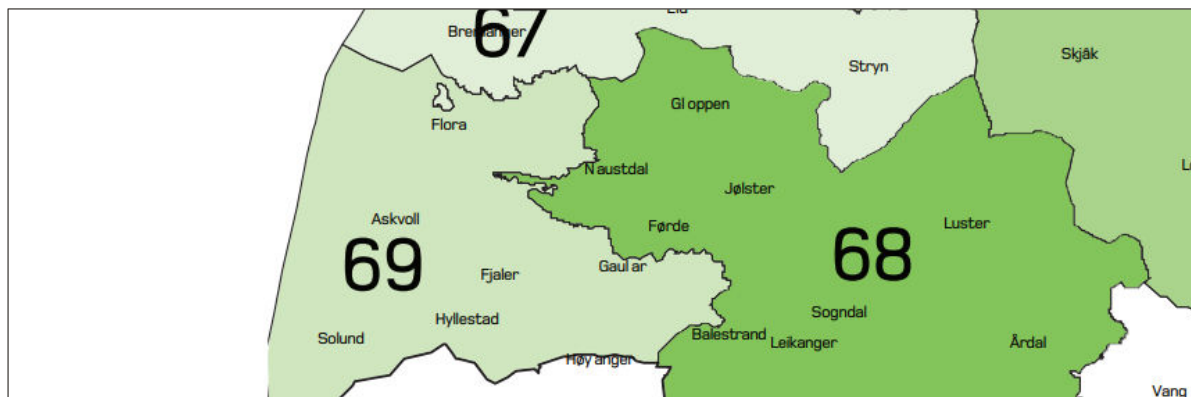 Bremanger
67
Stryn
Skjåk
Gloppen
Flora
Naustdal
Jølster
Askvoll
Førde
Luster
69
68
Gaular
Fjaler
Sogndal
Hyllestad
Solund
Balestrand
Leikanger
Årdal
Høyanger
Vang